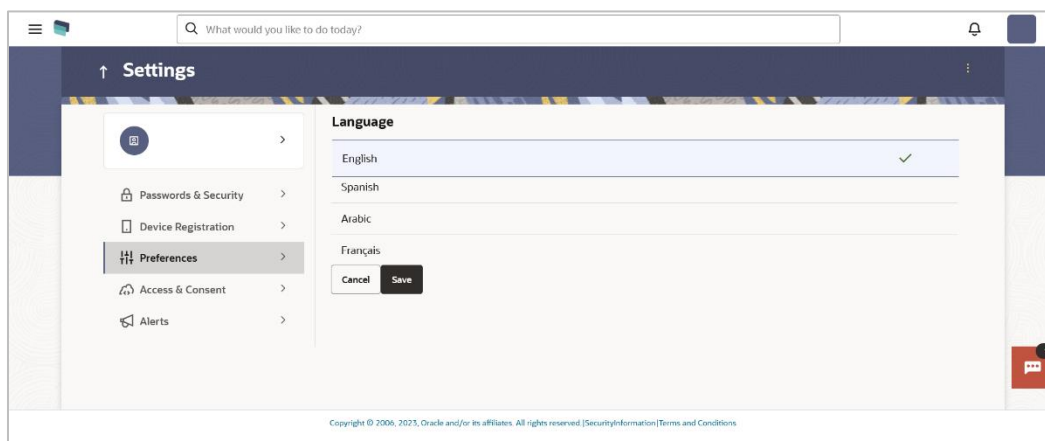 What would you like to do today?
Settings
Language
English
Spanish
Passwords & Security
Arabic
Device Registration
Français
Preferences
Cancel Save
Access & Consent
Alerts
Copyright © 2006, 2023, Oracle and/or its affiliates. All rights reserved.|SecurityInformation|Terms and Conditions